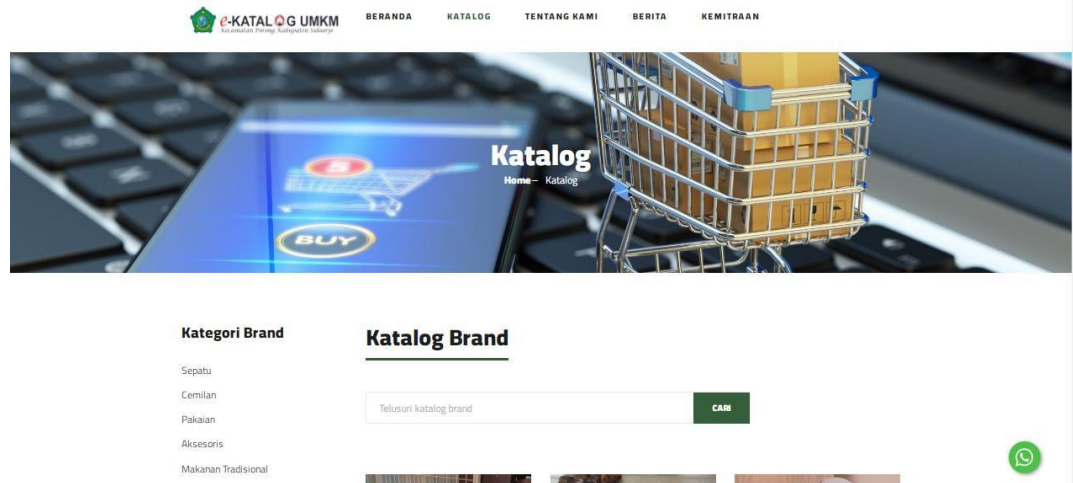 e-KATALOG UMKM
Kecamatan Porong Kabupaten Sidoarjo
BERANDA KATALOG TENTANG KAMI BERITA KEMITRAAN
5
BUY
Katalog
Home – Katalog
Kategori Brand
Sepatu
Cemilan
Pakaian
Aksesoris
Makanan Tradisional
Katalog Brand
Telusuri katalog brand
CARI